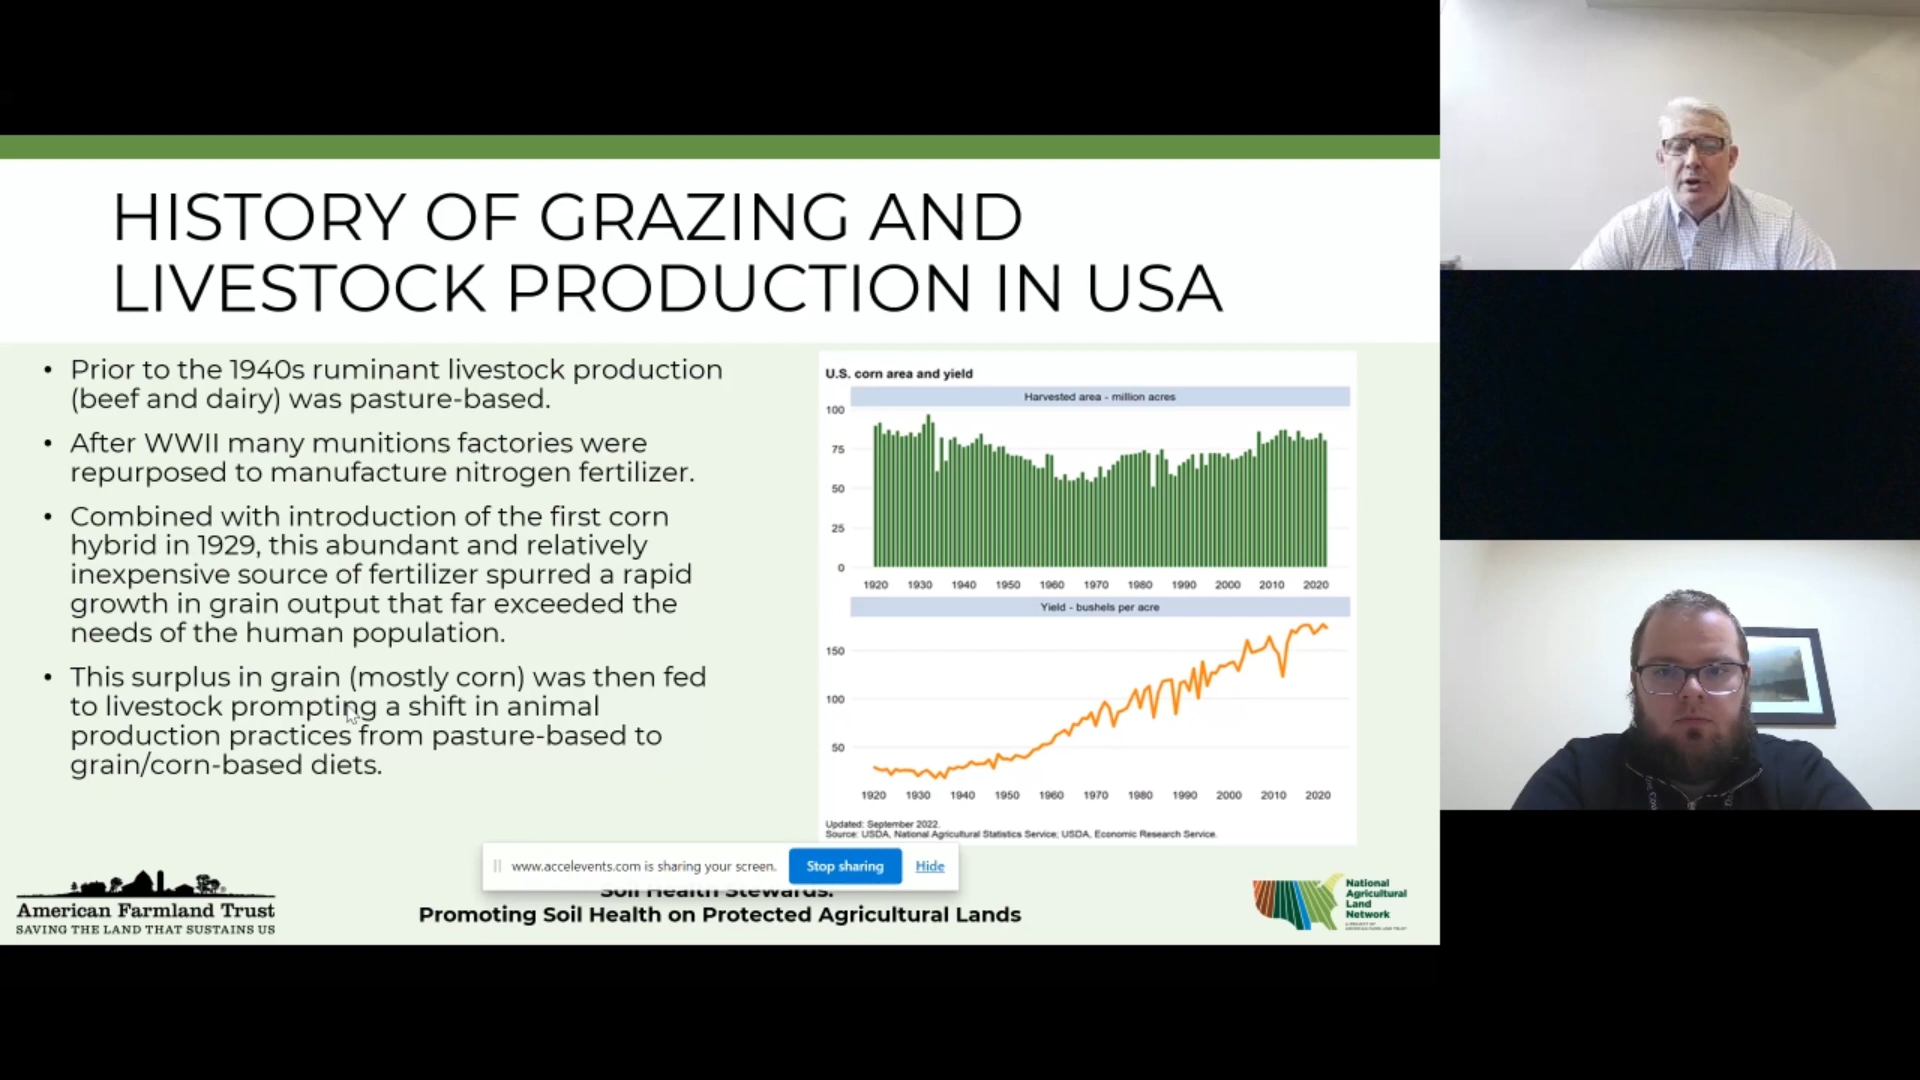 HISTORY OF GRAZING AND
LIVESTOCK PRODUCTION IN USA
• Prior to the 1940s ruminant livestock production
(beef and dairy) was pasture-based.
• After WWII many munitions factories were
repurposed to manufacture nitrogen fertilizer.
• Combined with introduction of the first corn
hybrid in 1929, this abundant and relatively
inexpensive source of fertilizer spurred a rapid
growth in grain output that far exceeded the
needs of the human population.
• This surplus in grain (mostly corn) was then fed
to livestock prompting a shift in animal
production practices from pasture-based to
grain/corn-based diets.
U.S. corn area and yield
Harvested area - million acres
100
75
50
25
0
1920 1930 1940 1950 1960 1970 1980 1990 2000 2010 2020
Yield - bushels per acre
150
100
50
1920 1930 1940 1950 1960 1970 1980 1990 2000 2010 2020
Updated: September 2022.
Source: USDA, National Agricultural Statistics Service; USDA, Economic Research Service.
www.accelevents.com is sharing your screen. Stop sharing Hide
Soil Health Stewards:
Promoting Soil Health on Protected Agricultural Lands
American Farmland Trust
SAVING THE LAND THAT SUSTAINS US
National
Agricultural
Land
Network